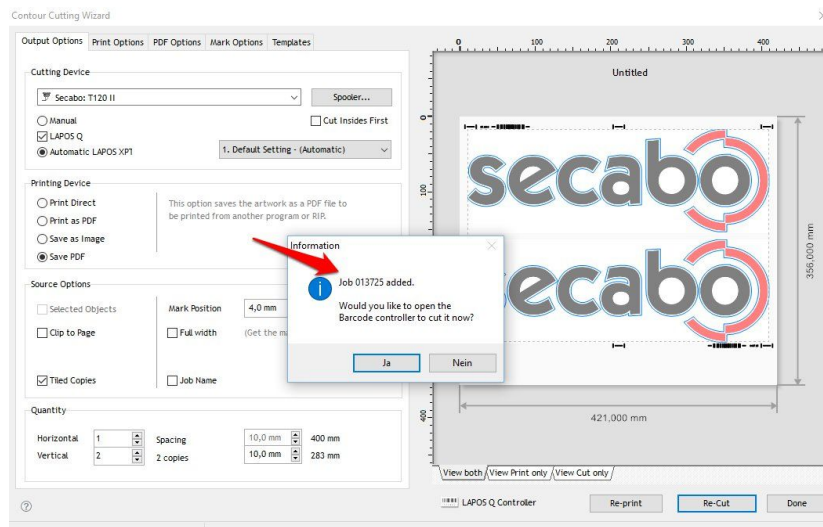 Contour Cutting Wizard
Output Options Print Options PDF Options Mark Options Templates
Cutting Device
Secabo: T120 II
Spooler...
Manual
Cut Insides First
LAPOS Q
Automatic LAPOS XPT
1. Default Setting - (Automatic)
Printing Device
Print Direct
Print as PDF
Save as Image
Save PDF
This option saves the artwork as a PDF file to
be printed from another program or RIP.
Source Options
Selected Objects
Mark Position
4,0 mm
Clip to Page
Full width
(Get the ma
Tiled Copies
Job Name
Quantity
Horizontal 1 Spacing 10,0 mm 400 mm
Vertical 2 2 copies 10,0 mm 283 mm
Information
Job 013725 added.
Would you like to open the
Barcode controller to cut it now?
Ja
Nein
0 100 200 300 400
Untitled
0
100
400
secabo
secabo
356,000 mm
421,000 mm
View both View Print only View Cut only
LAPOS Q Controller
Re-print
Re-Cut
Done